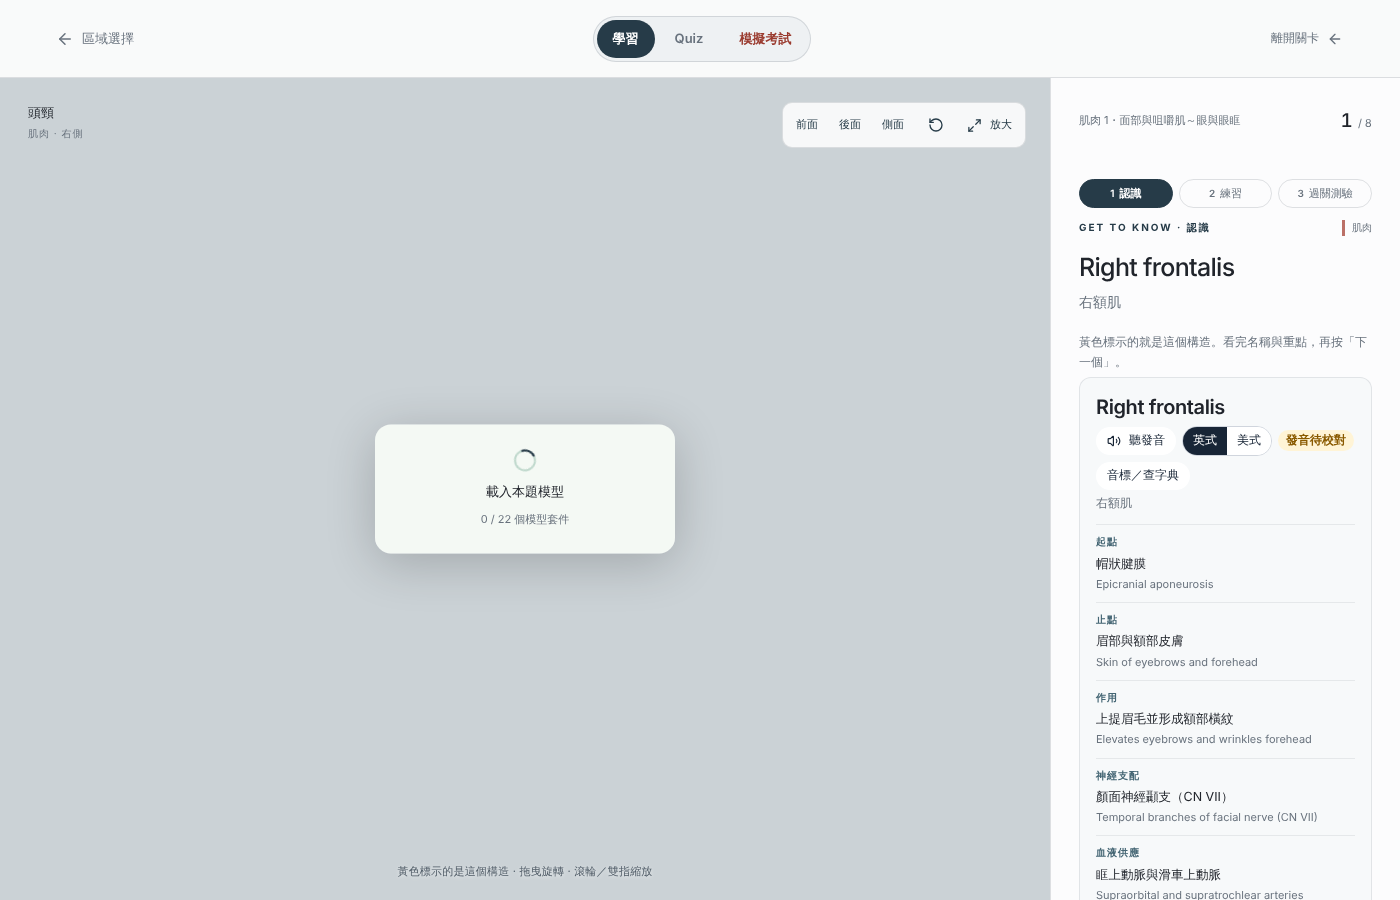 區域選擇
學習
Quiz
模擬考試
離開關卡
頭頸
肌肉 · 右側
前面
後面
側面
放大
載入本題模型
0 / 22 個模型套件
黃色標示的是這個構造 · 拖曳旋轉 · 滾輪／雙指縮放
肌肉 1 · 面部與咀嚼肌～眼與眼眶
1 / 8
1 認識
2 練習
3 過關測驗
GET TO KNOW · 認識
肌肉
Right frontalis
右額肌
黃色標示的就是這個構造。看完名稱與重點，再按「下
一個」。
Right frontalis
聽發音
英式
美式
發音待校對
音標／查字典
右額肌
起點
帽狀腱膜
Epicranial aponeurosis
止點
眉部與額部皮膚
Skin of eyebrows and forehead
作用
上提眉毛並形成額部橫紋
Elevates eyebrows and wrinkles forehead
神經支配
顏面神經顳支（CN VII）
Temporal branches of facial nerve (CN VII)
血液供應
眶上動脈與滑車上動脈
Supraorbital and supratrochlear arteries